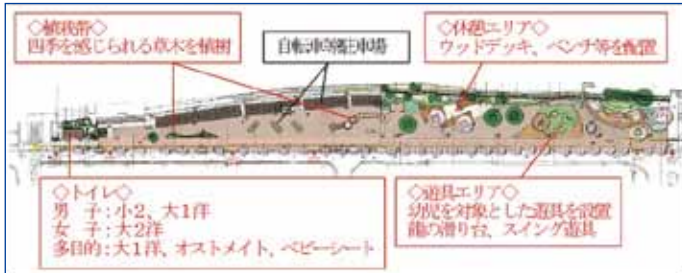 ◇植栽帯◇
四季を感じられる草木を植樹
自転車等駐車場
◇休憩エリア◇
ウッドデッキ、ベンチ等を配置
◇トイレ◇
男 子:小2、大1洋
女 子:大2洋
多目的:大1洋、オストメイト、ベビーシート
◇遊具エリア◇
幼児を対象とした遊具を設置
龍の滑り台、スイング遊具